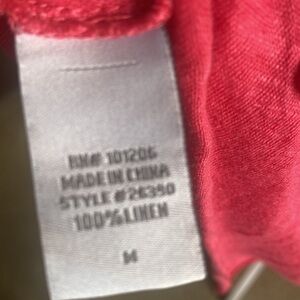 RN# 101206
MADE IN CHINA
STYLE #26390
100% LINEN
M